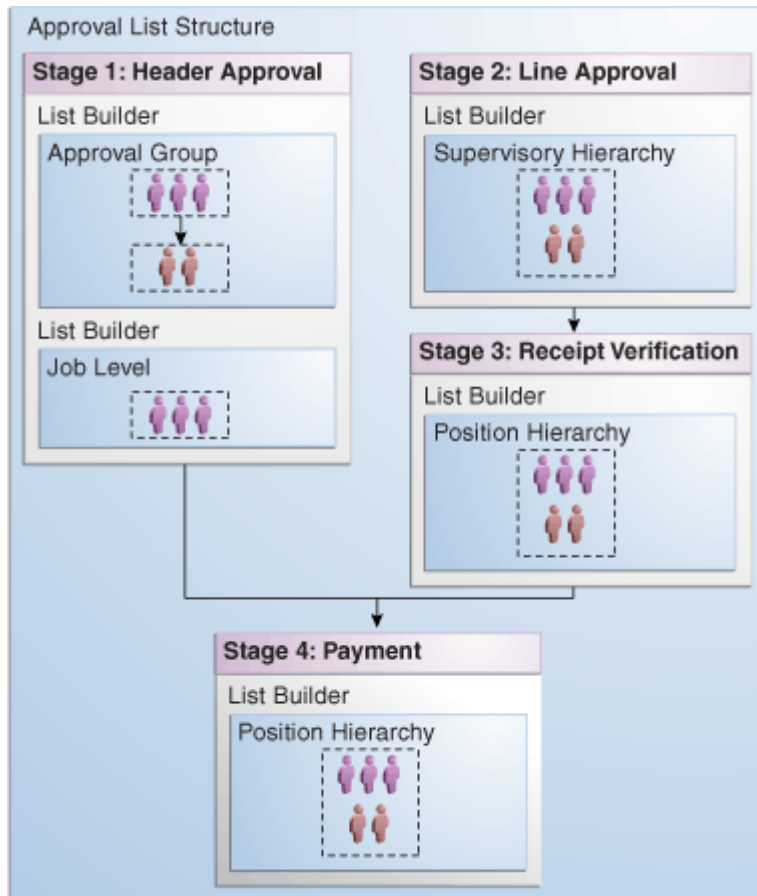 Approval List Structure
Stage 1: Header Approval
List Builder
Approval Group
List Builder
Job Level
Stage 2: Line Approval
List Builder
Supervisory Hierarchy
Stage 3: Receipt Verification
List Builder
Position Hierarchy
Stage 4: Payment
List Builder
Position Hierarchy